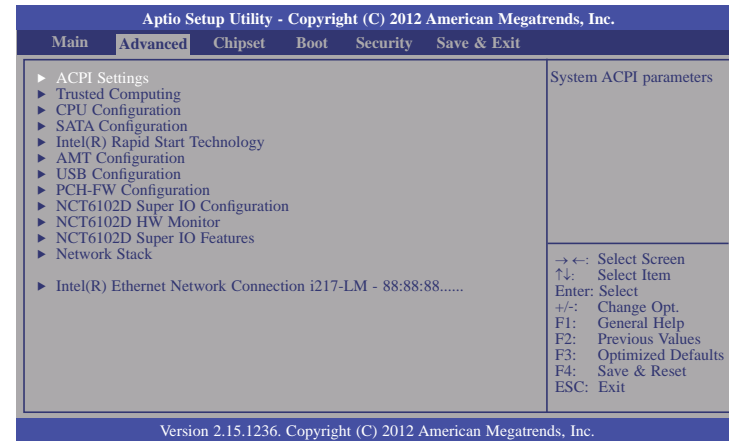 Aptio Setup Utility - Copyright (C) 2012 American Megatrends, Inc.
Main Advanced Chipset Boot Security Save & Exit
► ACPI Settings
► Trusted Computing
► CPU Configuration
► SATA Configuration
► Intel(R) Rapid Start Technology
► AMT Configuration
► USB Configuration
► PCH-FW Configuration
► NCT6102D Super IO Configuration
► NCT6102D HW Monitor
► NCT6102D Super IO Features
► Network Stack
► Intel(R) Ethernet Network Connection i217-LM - 88:88:88......
System ACPI parameters
→←: Select Screen
↑↓: Select Item
Enter: Select
+/-: Change Opt.
F1: General Help
F2: Previous Values
F3: Optimized Defaults
F4: Save & Reset
ESC: Exit
Version 2.15.1236. Copyright (C) 2012 American Megatrends, Inc.